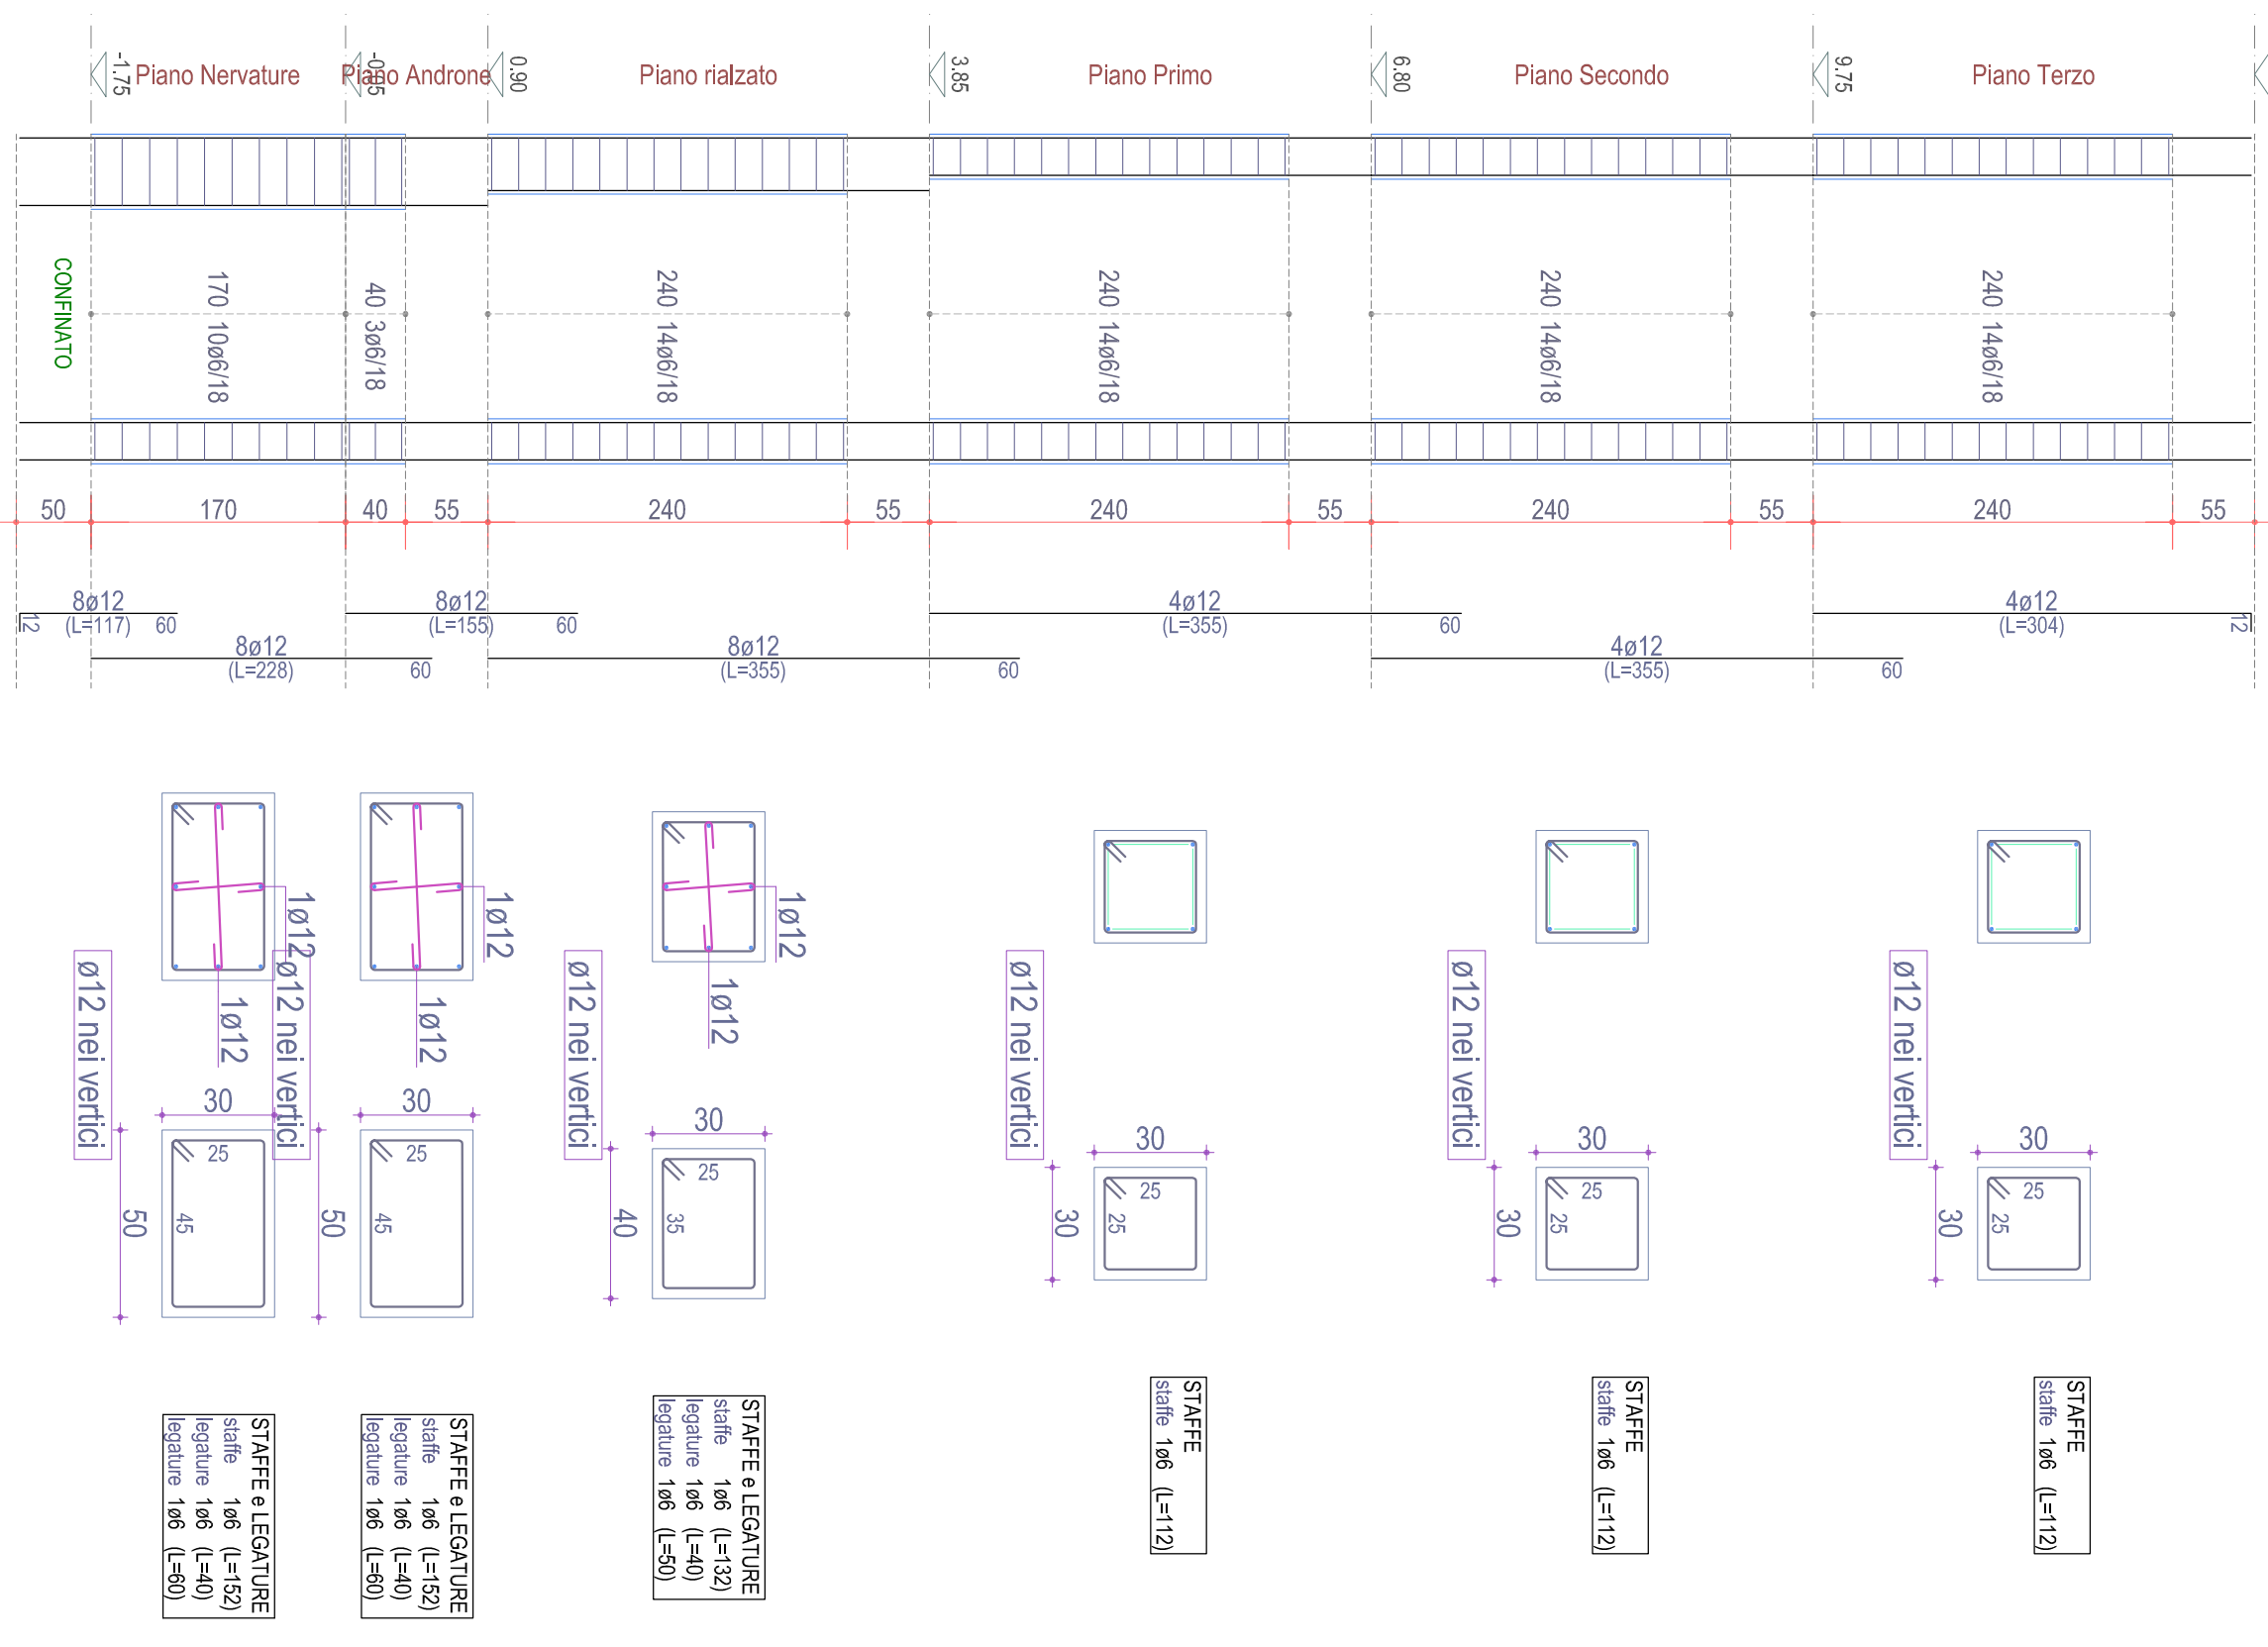 -1.75
Piano Nervature
Piano Androne
0.90
Piano rialzato
3.85
Piano Primo
6.80
Piano Secondo
9.75
Piano Terzo
CONFINATO
170 10ø6/18
40 3ø6/18
240 14ø6/18
240 14ø6/18
240 14ø6/18
240 14ø6/18
50 170 40 55 240 55 240 55 240 55 240 55
8ø12
(L=117) 60
12
8ø12
(L=155) 60
4ø12
(L=355) 60
4ø12
(L=304)
12
8ø12
(L=228) 60
8ø12
(L=355) 60
4ø12
(L=355) 60
1ø12
1ø12
ø12 nei vertici
1ø12
1ø12
ø12 nei vertici
1ø12
1ø12
ø12 nei vertici
ø12 nei vertici
ø12 nei vertici
ø12 nei vertici
30
25
45
50
30
25
45
50
30
25
35
40
30
25
25
30
30
25
25
30
30
25
25
30
STAFFE e LEGATURE
staffe 1ø6 (L=152)
legature 1ø6 (L=40)
legature 1ø6 (L=60)
STAFFE e LEGATURE
staffe 1ø6 (L=152)
legature 1ø6 (L=40)
legature 1ø6 (L=60)
STAFFE e LEGATURE
staffe 1ø6 (L=132)
legature 1ø6 (L=40)
legature 1ø6 (L=50)
STAFFE
staffe 1ø6 (L=112)
STAFFE
staffe 1ø6 (L=112)
STAFFE
staffe 1ø6 (L=112)